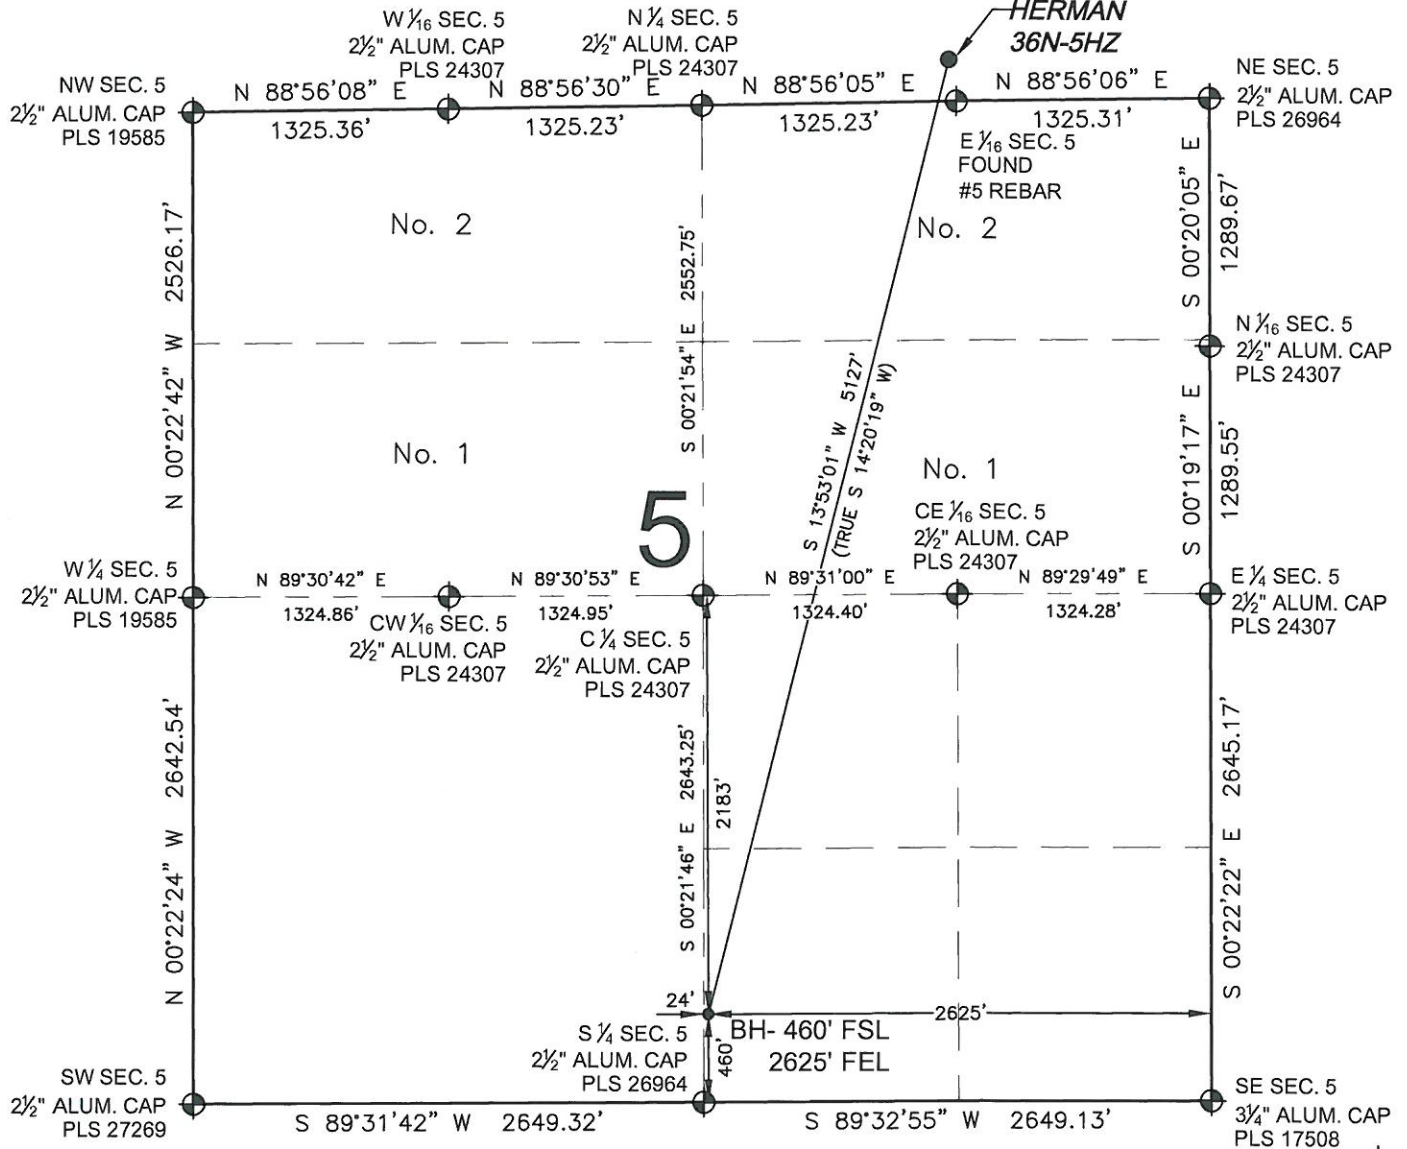 HERMAN
36N-5HZ
W 1/16 SEC. 5
2½" ALUM. CAP
PLS 24307
N ¼ SEC. 5
2½" ALUM. CAP
PLS 24307
NW SEC. 5
2½" ALUM. CAP
PLS 19585
NE SEC. 5
2½" ALUM. CAP
PLS 26964
N 88°56'08" E
1325.36'
N 88°56'30" E
1325.23'
N 88°56'05" E
1325.23'
N 88°56'06" E
1325.31'
E 1/16 SEC. 5
FOUND
#5 REBAR
No. 2
No. 2
N 00°22'42" W 2526.17'
S 00°21'54" E 2552.75'
S 00°20'05" E
1289.67'
N 1/16 SEC. 5
2½" ALUM. CAP
PLS 24307
S 13°53'01" W 5127'
(TRUE S 14°20'19" W)
No. 1
No. 1
S 00°19'17" E
1289.55'
5
CE 1/16 SEC. 5
2½" ALUM. CAP
PLS 24307
W ¼ SEC. 5
2½" ALUM. CAP
PLS 19585
N 89°30'42" E
1324.86'
N 89°30'53" E
1324.95'
N 89°31'00" E
1324.40'
N 89°29'49" E
1324.28'
E ¼ SEC. 5
2½" ALUM. CAP
PLS 24307
CW 1/16 SEC. 5
2½" ALUM. CAP
PLS 24307
C ¼ SEC. 5
2½" ALUM. CAP
PLS 24307
N 00°22'24" W 2642.54'
S 00°21'46" E 2643.25'
2183'
S 00°22'22" E 2645.17'
24'
2625'
460'
BH- 460' FSL
2625' FEL
S ¼ SEC. 5
2½" ALUM. CAP
PLS 26964
SW SEC. 5
2½" ALUM. CAP
PLS 27269
S 89°31'42" W 2649.32'
S 89°32'55" W 2649.13'
SE SEC. 5
3¼" ALUM. CAP
PLS 17508